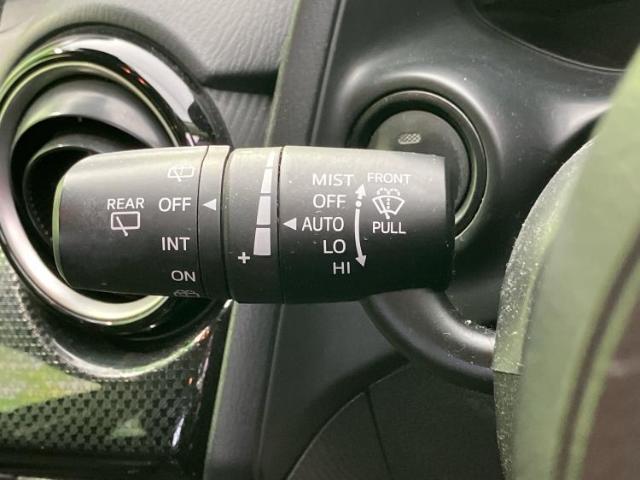 REAR
OFF
INT
ON
+
MIST
OFF
AUTO
LO
HI
FRONT
PULL